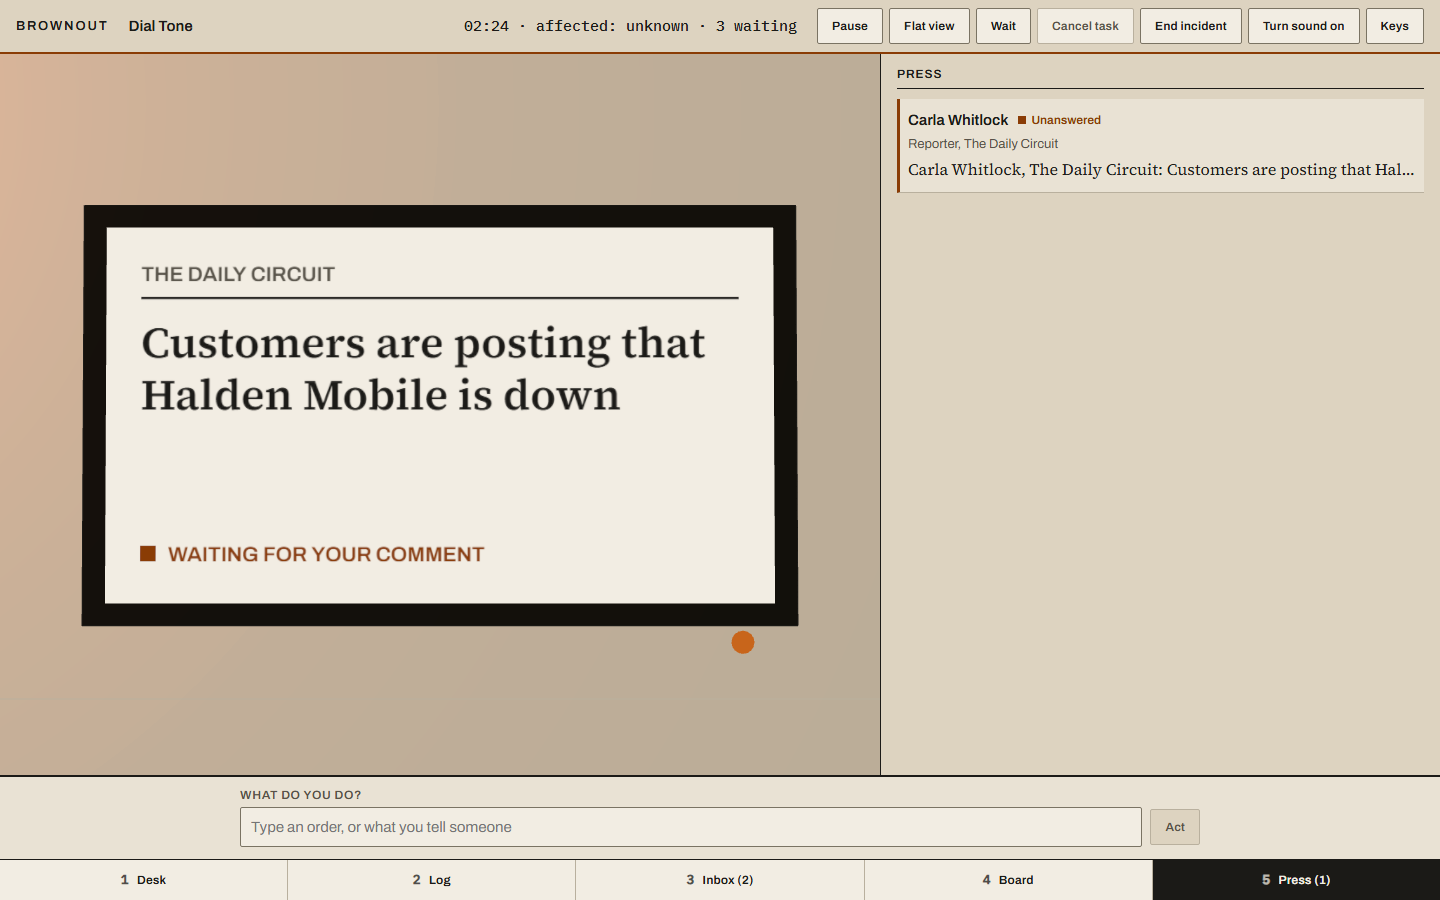 BROWNOUT Dial Tone 02:24 · affected: unknown · 3 waiting Pause Flat view Wait Cancel task End incident Turn sound on Keys
THE DAILY CIRCUIT
Customers are posting that
Halden Mobile is down
WAITING FOR YOUR COMMENT
PRESS
Carla Whitlock Unanswered
Reporter, The Daily Circuit
Carla Whitlock, The Daily Circuit: Customers are posting that Hal...
WHAT DO YOU DO?
Type an order, or what you tell someone Act
1 Desk 2 Log 3 Inbox (2) 4 Board 5 Press (1)